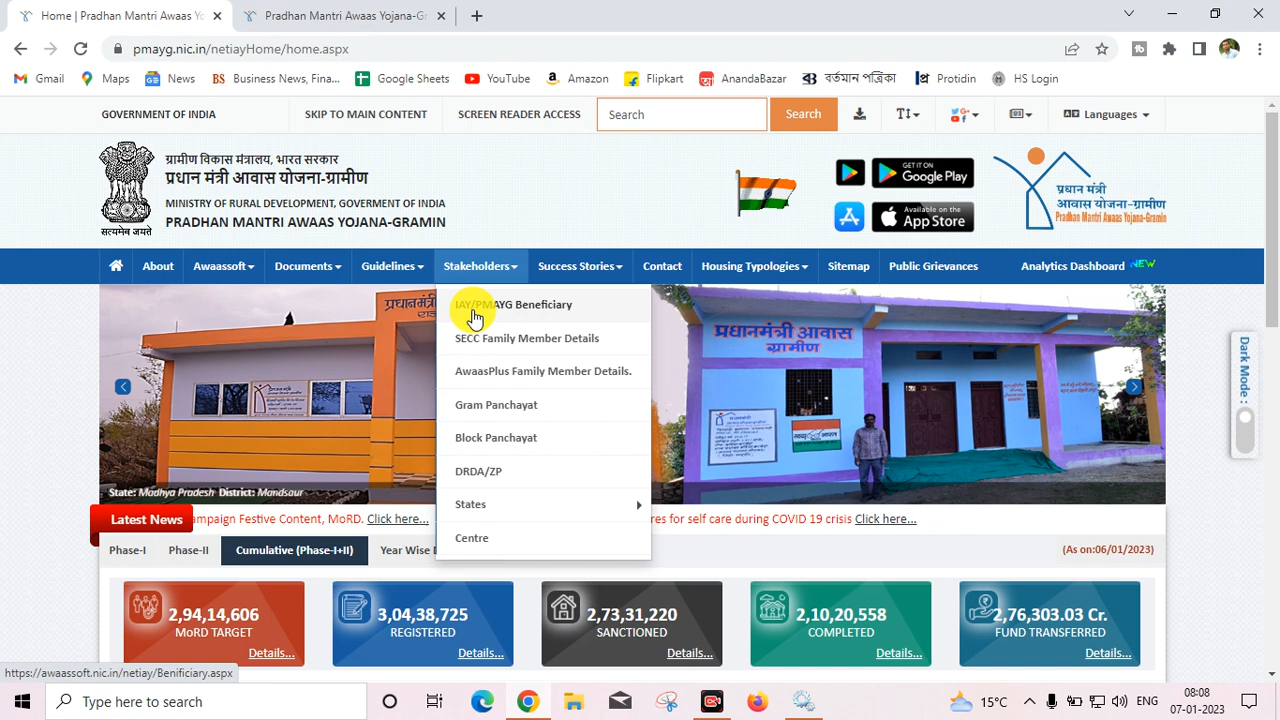 Home | Pradhan Mantri Awaas Yo
Pradhan Mantri Awaas Yojana-Gr
pmayg.nic.in/netiayHome/home.aspx
Gmail Maps News Business News, Fina... Google Sheets YouTube Amazon Flipkart AnandaBazar বর্তমান পত্রিকা Protidin HS Login
GOVERNMENT OF INDIA SKIP TO MAIN CONTENT SCREEN READER ACCESS Search Search Languages
ग्रामीण विकास मंत्रालय, भारत सरकार
प्रधान मंत्री आवास योजना-ग्रामीण
MINISTRY OF RURAL DEVELOPMENT, GOVERMENT OF INDIA
PRADHAN MANTRI AWAAS YOJANA-GRAMIN
सत्यमेव जयते
GET IT ON
Google Play
Available on the
App Store
प्रधान मंत्री
आवास योजना-ग्रामीण
Pradhan Mantri Awaas Yojna-Gramin
About Awaassoft Documents Guidelines Stakeholders Success Stories Contact Housing Typologies Sitemap Public Grievances Analytics Dashboard NEW
IAY/PMAYG Beneficiary
SECC Family Member Details
AwaasPlus Family Member Details.
Gram Panchayat
Block Panchayat
DRDA/ZP
States
Centre
प्रधानमंत्री आवास
ग्रामीण
Dark Mode :
State: Madhya Pradesh District: Mandsaur
Latest News ampaign Festive Content, MoRD. Click here... res for self care during COVID 19 crisis Click here...
Phase-I Phase-II Cumulative (Phase-I+II) Year Wise (As on:06/01/2023)
2,94,14,606
MoRD TARGET
Details...
3,04,38,725
REGISTERED
Details...
2,73,31,220
SANCTIONED
Details...
2,10,20,558
COMPLETED
Details...
2,76,303.03 Cr.
FUND TRANSFERRED
Details...
https://awaassoft.nic.in/netiay/Benificiary.aspx
Type here to search
15°C
ENG
08:08
07-01-2023